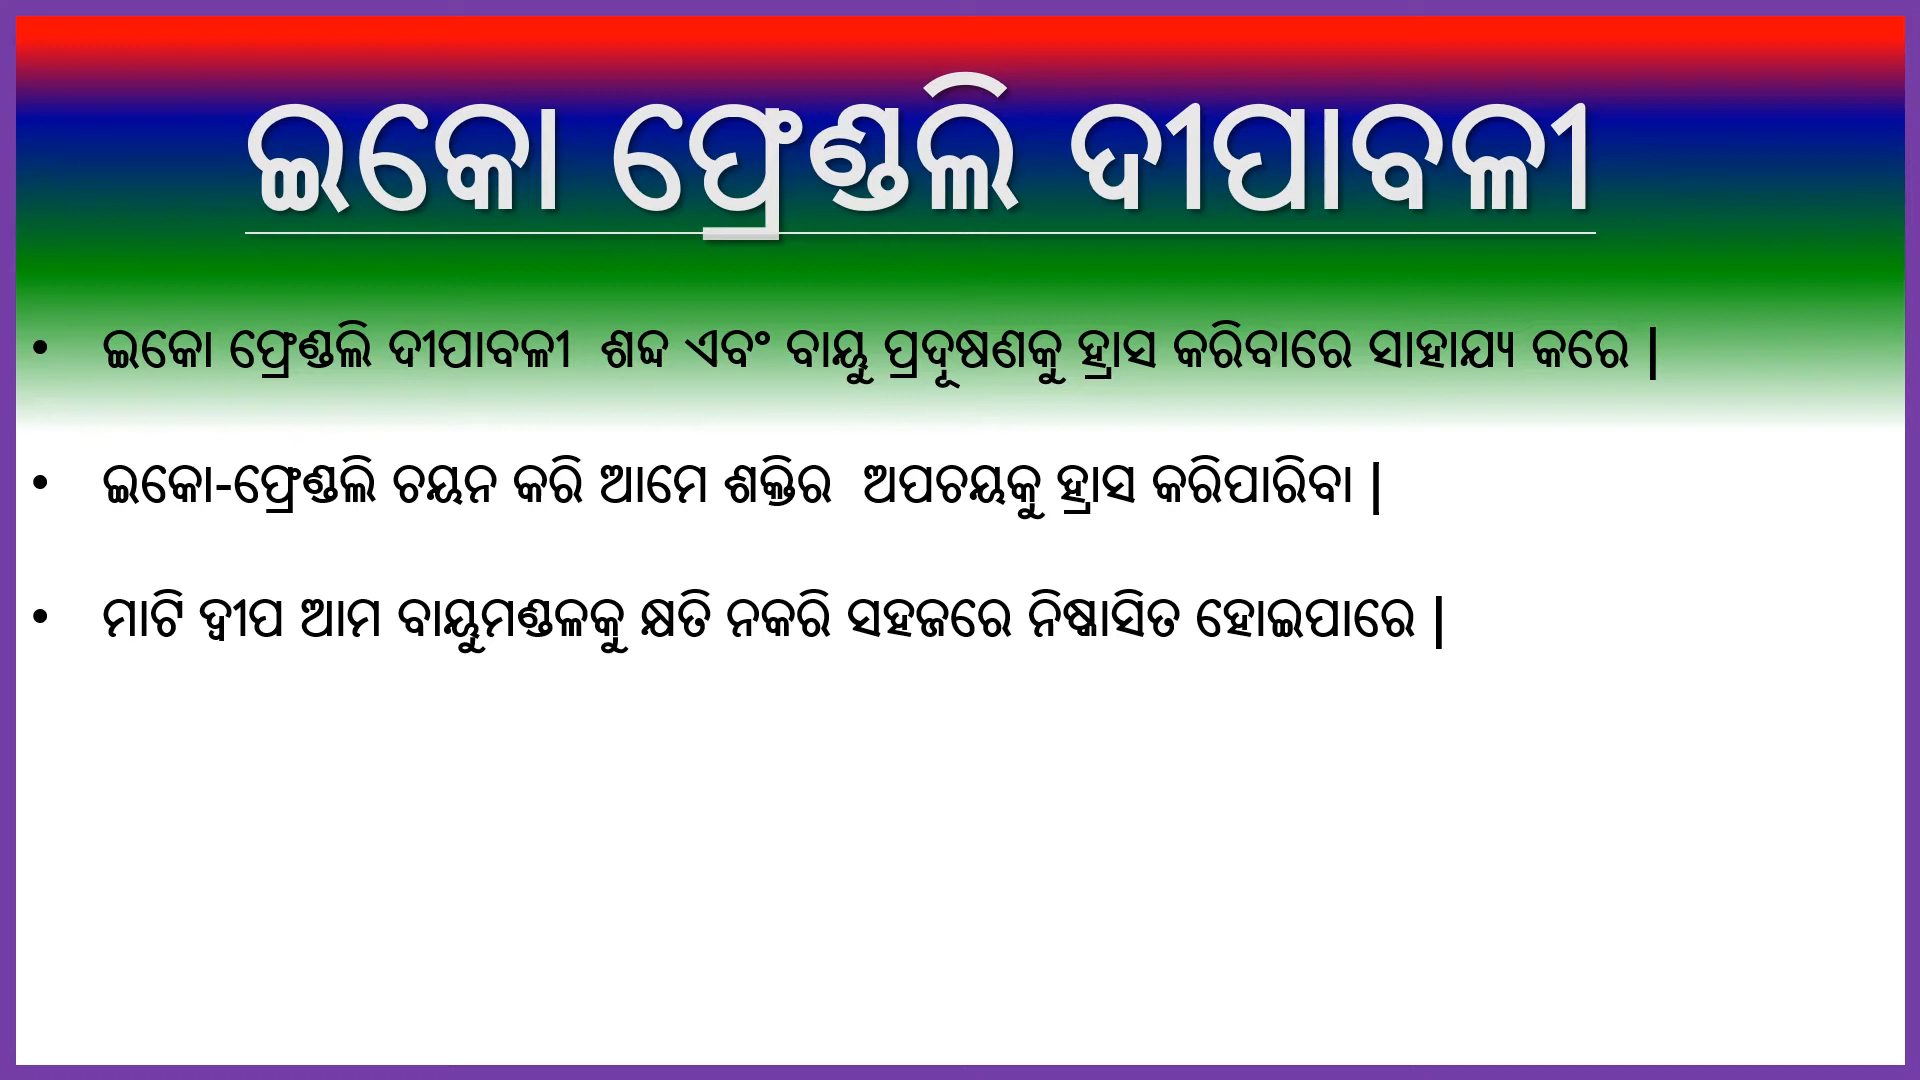 ଇକୋ ଫ୍ରେଣ୍ଡଲି ଦୀପାବଳୀ
• ଇକୋ ଫ୍ରେଣ୍ଡଲି ଦୀପାବଳୀ ଶବ୍ଦ ଏବଂ ବାୟୁ ପ୍ରଦୂଷଣକୁ ହ୍ରାସ କରିବାରେ ସାହାଯ୍ୟ କରେ |
• ଇକୋ-ଫ୍ରେଣ୍ଡଲି ଚୟନ କରି ଆମେ ଶକ୍ତିର ଅପଚୟକୁ ହ୍ରାସ କରିପାରିବା |
• ମାଟି ଦ୍ୱୀପ ଆମ ବାୟୁମଣ୍ଡଳକୁ କ୍ଷତି ନକରି ସହଜରେ ନିଷ୍କାସିତ ହୋଇପାରେ |